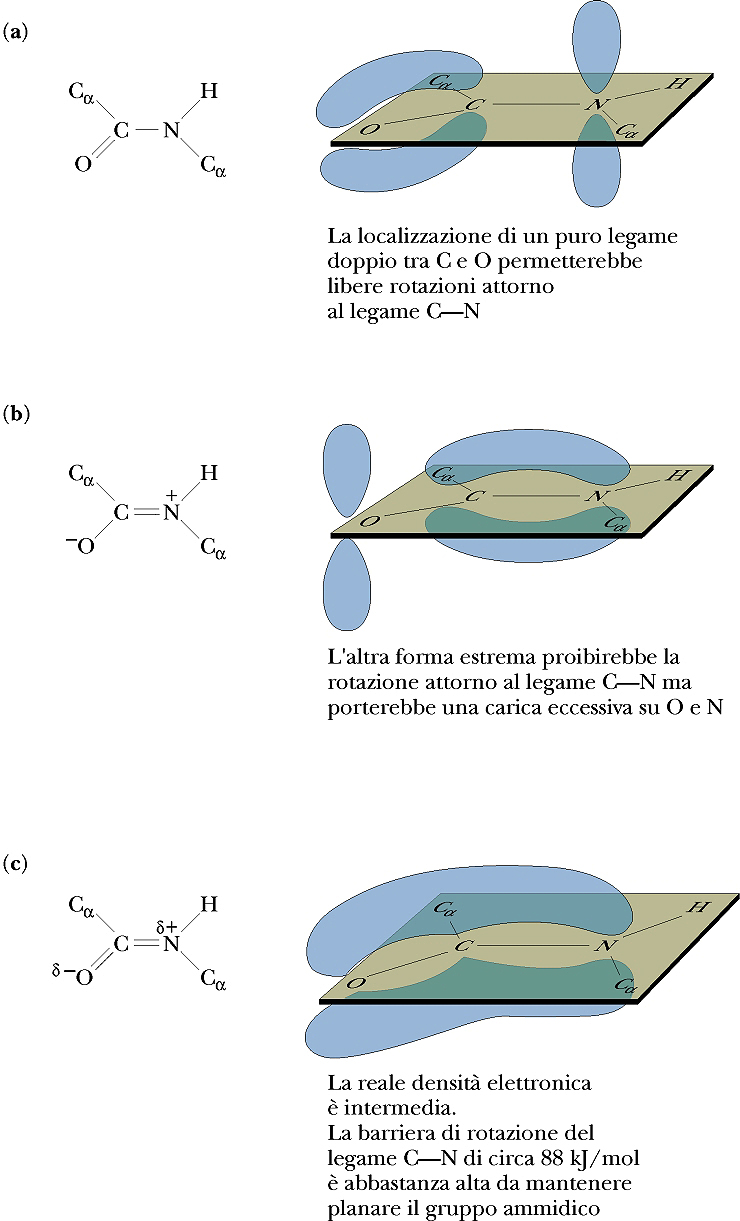 (a)
Cα H
C — N
O Cα
Cα
C N H
O Cα
La localizzazione di un puro legame
doppio tra C e O permetterebbe
libere rotazioni attorno
al legame C—N
(b)
Cα H
C = N +
−O Cα
Cα
C N H
O Cα
L'altra forma estrema proibirebbe la
rotazione attorno al legame C—N ma
porterebbe una carica eccessiva su O e N
(c)
Cα H
δ+
C = N
δ−O Cα
Cα H
C N
O Cα
La reale densità elettronica
è intermedia.
La barriera di rotazione del
legame C—N di circa 88 kJ/mol
è abbastanza alta da mantenere
planare il gruppo ammidico